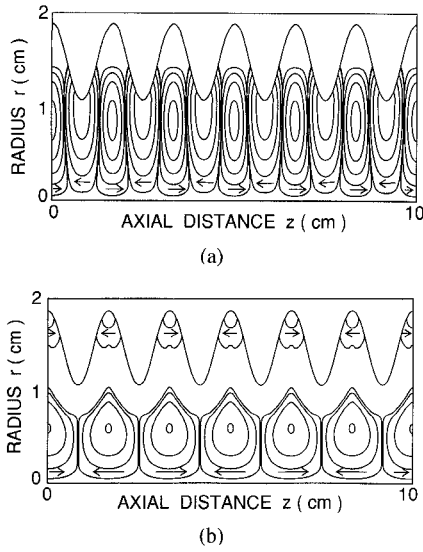 2
RADIUS r (cm)
1
0
0
10
AXIAL DISTANCE z (cm)
(a)
2
RADIUS r (cm)
1
0
0
10
AXIAL DISTANCE z (cm)
(b)